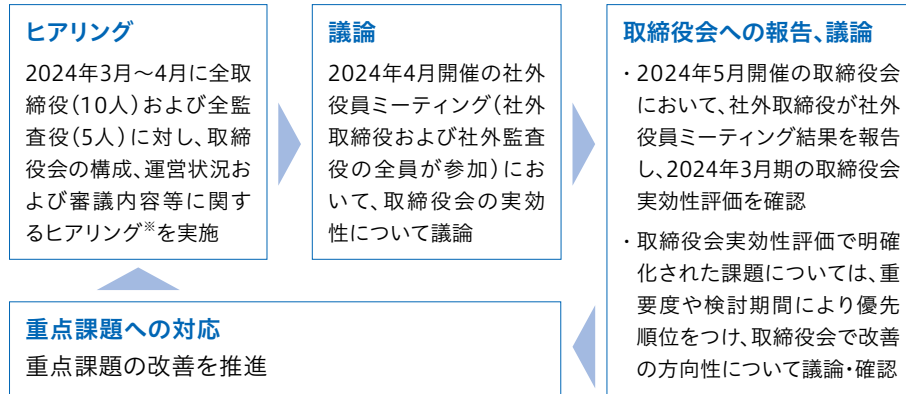 ヒアリング
2024年3月~4月に全取
締役(10人)および全監
査役(5人)に対し、取締
役会の構成、運営状況お
よび審議内容等に関す
るヒアリング※を実施
議論
2024年4月開催の社外
役員ミーティング(社外
取締役および社外監査
役の全員が参加)にお
いて、取締役会の実効
性について議論
取締役会への報告、議論
・2024年5月開催の取締役会
において、社外取締役が社外
役員ミーティング結果を報告
し、2024年3月期の取締役会
実効性評価を確認
・取締役会実効性評価で明確
化された課題については、重
要度や検討期間により優先
順位をつけ、取締役会で改善
の方向性について議論・確認
重点課題への対応
重点課題の改善を推進